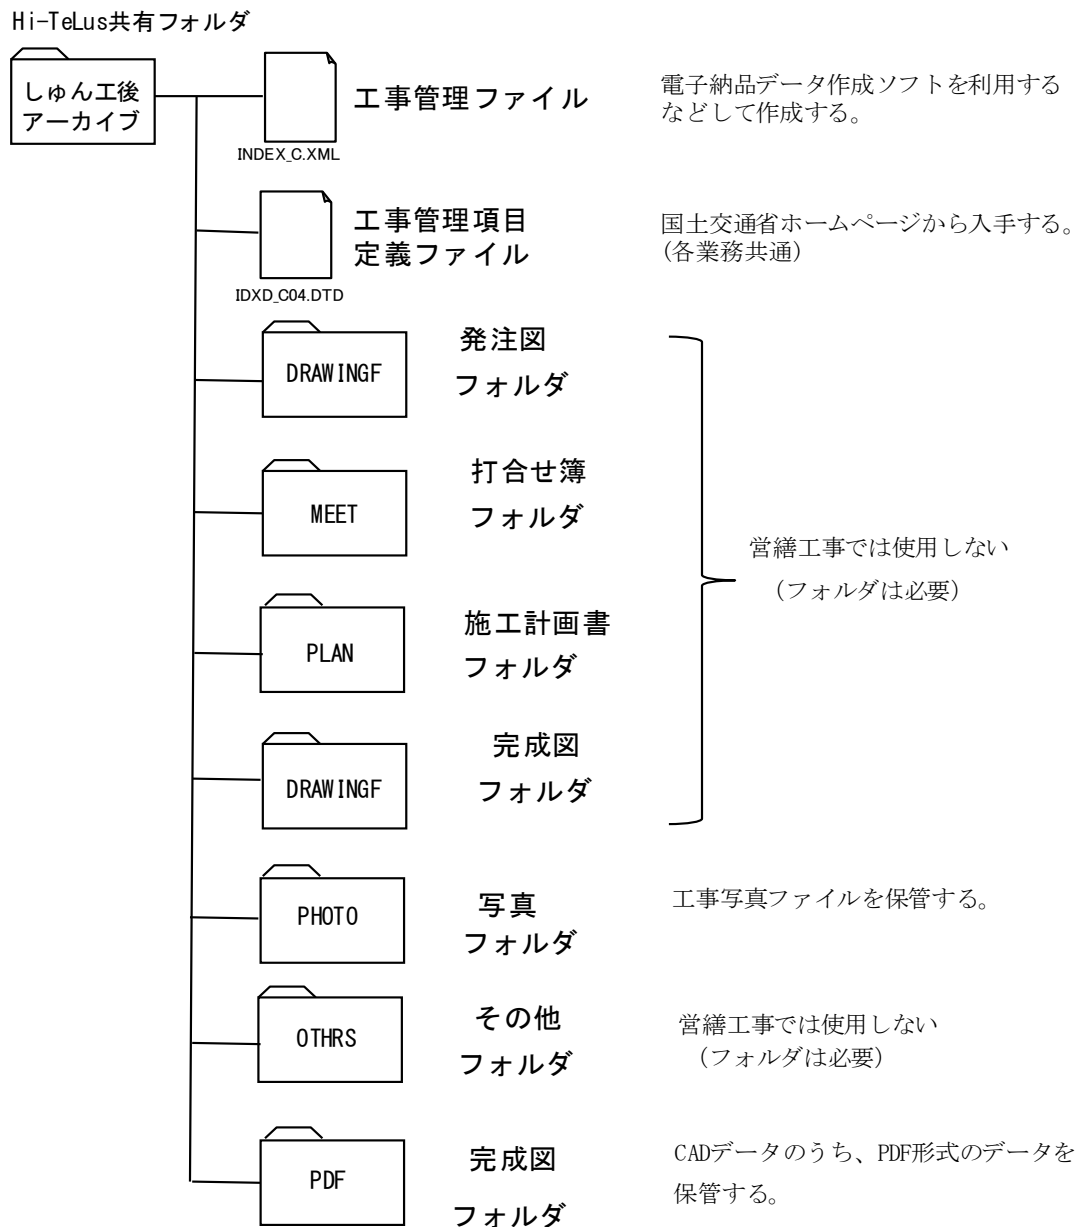 Hi-TeLus共有フォルダ
しゅん工後
アーカイブ
工事管理ファイル
電子納品データ作成ソフトを利用する
などして作成する。
INDEX_C.XML
工事管理項目
定義ファイル
国土交通省ホームページから入手する。
(各業務共通)
IDXD_C04.DTD
発注図
フォルダ
DRAWINGF
打合せ簿
フォルダ
MEET
営繕工事では使用しない
(フォルダは必要)
施工計画書
フォルダ
PLAN
完成図
フォルダ
DRAWINGF
写真
フォルダ
PHOTO
工事写真ファイルを保管する。
その他
フォルダ
OTHRS
営繕工事では使用しない
(フォルダは必要)
完成図
フォルダ
PDF
CADデータのうち、PDF形式のデータを
保管する。